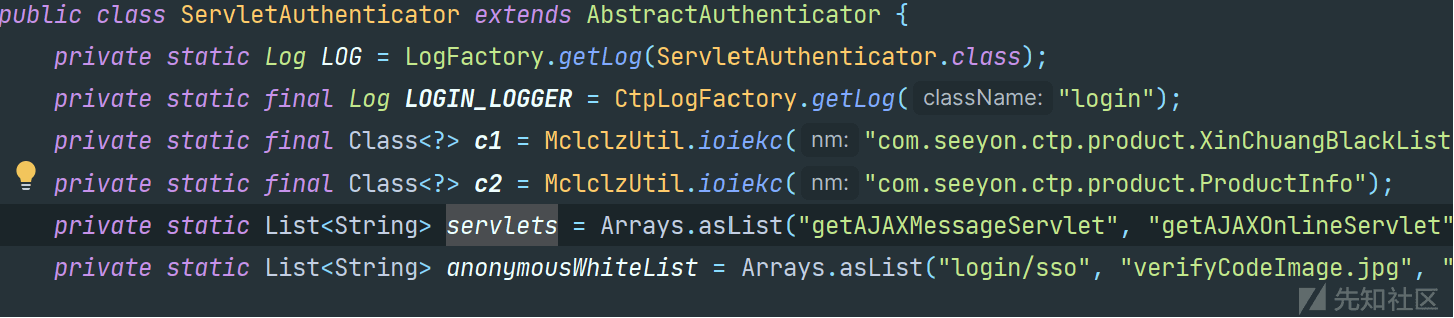 public class ServletAuthenticator extends AbstractAuthenticator {
private static Log LOG = LogFactory.getLog(ServletAuthenticator.class);
private static final Log LOGIN_LOGGER = CtpLogFactory.getLog( className: "login");
private static final Class<?> c1 = MclclzUtil.ioiekc( nm: "com.seeyon.ctp.product.XinChuangBlackList
private static final Class<?> c2 = MclclzUtil.ioiekc( nm: "com.seeyon.ctp.product.ProductInfo");
private static List<String> servlets = Arrays.asList("getAJAXMessageServlet", "getAJAXOnlineServlet"
private static List<String> anonymousWhiteList = Arrays.asList("login/sso", "verifyCodeImage.jpg", "
先知社区